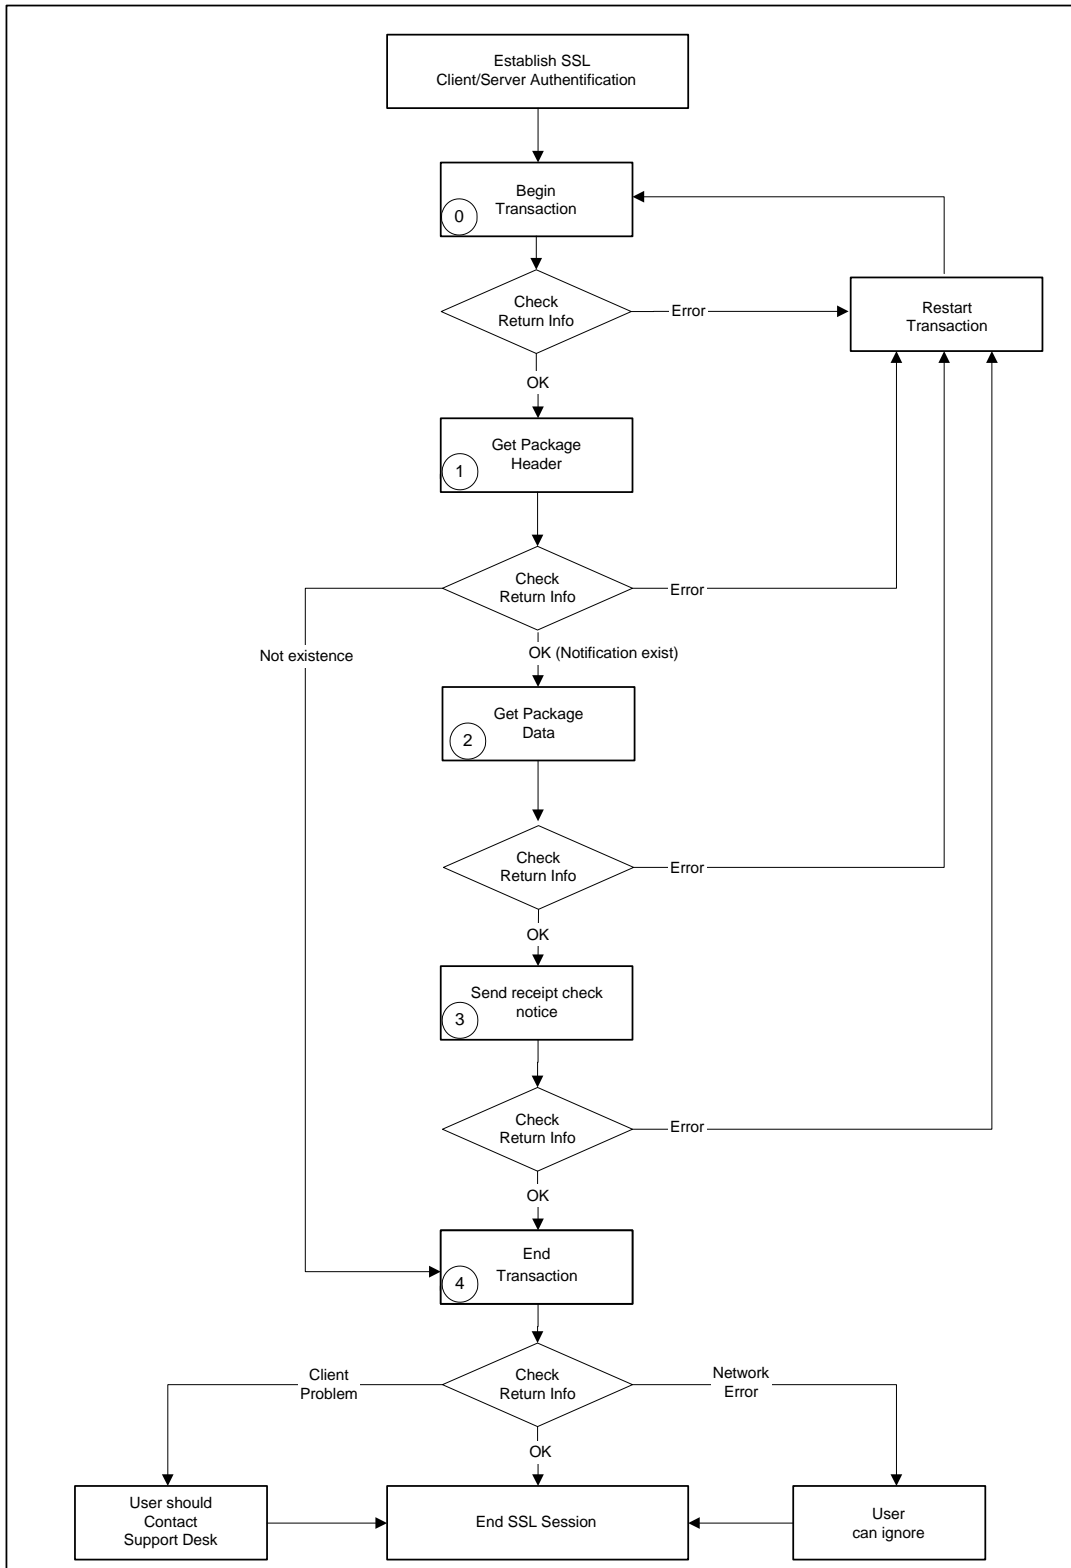 Establish SSL
Client/Server Authentification
Begin
Transaction
0
Check
Return Info
Error
Restart
Transaction
OK
Get Package
Header
1
Check
Return Info
Error
Not existence
OK (Notification exist)
Get Package
Data
2
Check
Return Info
Error
OK
Send receipt check
notice
3
Check
Return Info
Error
OK
End
Transaction
4
Client
Problem
Check
Return Info
Network
Error
OK
User should
Contact
Support Desk
End SSL Session
User
can ignore